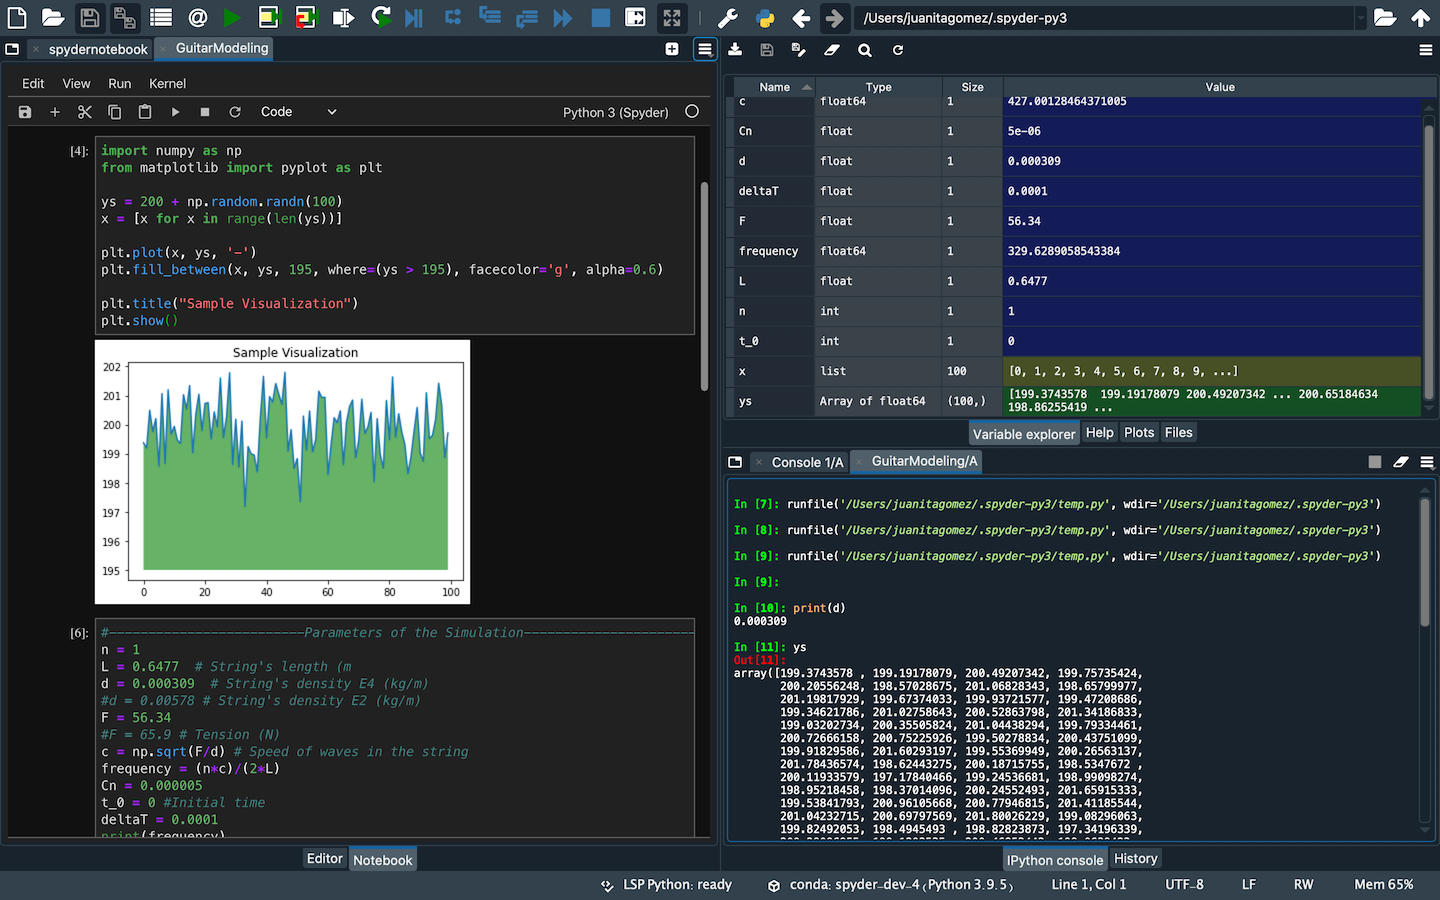 /Users/juanitagomez/.spyder-py3
spydernotebook
GuitarModeling
Edit View Run Kernel
Code
Python 3 (Spyder)
[4]:
import numpy as np
from matplotlib import pyplot as plt
ys = 200 + np.random.randn(100)
x = [x for x in range(len(ys))]
plt.plot(x, ys, '-')
plt.fill_between(x, ys, 195, where=(ys > 195), facecolor='g', alpha=0.6)
plt.title("Sample Visualization")
plt.show()
Sample Visualization
202
201
200
199
198
197
196
195
0 20 40 60 80 100
[6]:
#-------------------------Parameters of the Simulation----------------------
n = 1
L = 0.6477  # String's length (m
d = 0.000309  # String's density E4 (kg/m)
#d = 0.00578 # String's density E2 (kg/m)
F = 56.34
#F = 65.9 # Tension (N)
c = np.sqrt(F/d) # Speed of waves in the string
frequency = (n*c)/(2*L)
Cn = 0.000005
t_0 = 0 #Initial time
deltaT = 0.0001
print(frequency)
Editor Notebook
Name Type Size Value
c float64 1 427.00128464371005
Cn float 1 5e-06
d float 1 0.000309
deltaT float 1 0.0001
F float 1 56.34
frequency float64 1 329.6289058543384
L float 1 0.6477
n int 1 1
t_0 int 1 0
x list 100 [0, 1, 2, 3, 4, 5, 6, 7, 8, 9, ...]
ys Array of float64 (100,) [199.3743578  199.19178079 200.49207342 ... 200.65184634
198.86255419 ...
Variable explorer Help Plots Files
Console 1/A
GuitarModeling/A
In [7]: runfile('/Users/juanitagomez/.spyder-py3/temp.py', wdir='/Users/juanitagomez/.spyder-py3')
In [8]: runfile('/Users/juanitagomez/.spyder-py3/temp.py', wdir='/Users/juanitagomez/.spyder-py3')
In [9]: runfile('/Users/juanitagomez/.spyder-py3/temp.py', wdir='/Users/juanitagomez/.spyder-py3')
In [9]:
In [10]: print(d)
0.000309
In [11]: ys
Out[11]:
array([199.3743578 , 199.19178079, 200.49207342, 199.75735424,
200.20556248, 198.57028675, 201.06828343, 198.65799977,
201.19817929, 199.67374033, 199.93721577, 199.47208686,
199.34621786, 201.02758643, 200.52863798, 201.34186833,
199.03202734, 200.35505824, 201.04438294, 199.79334461,
200.72666158, 200.75225926, 199.50278834, 200.43751099,
199.91829586, 201.60293197, 199.55369949, 200.26563137,
201.78436574, 198.62443275, 200.18715755, 198.5347672 ,
200.11933579, 197.17840466, 199.24536681, 198.99098274,
198.95218458, 198.37014096, 200.24552493, 201.65915333,
199.53841793, 200.96105668, 200.77946815, 201.41185544,
201.04232715, 200.69797569, 201.80026229, 199.08296063,
199.82492053, 198.4945493 , 198.82823873, 197.34196339,
IPython console History
LSP Python: ready
conda: spyder_dev_4 (Python 3.9.5)
Line 1, Col 1
UTF-8
LF
RW
Mem 65%